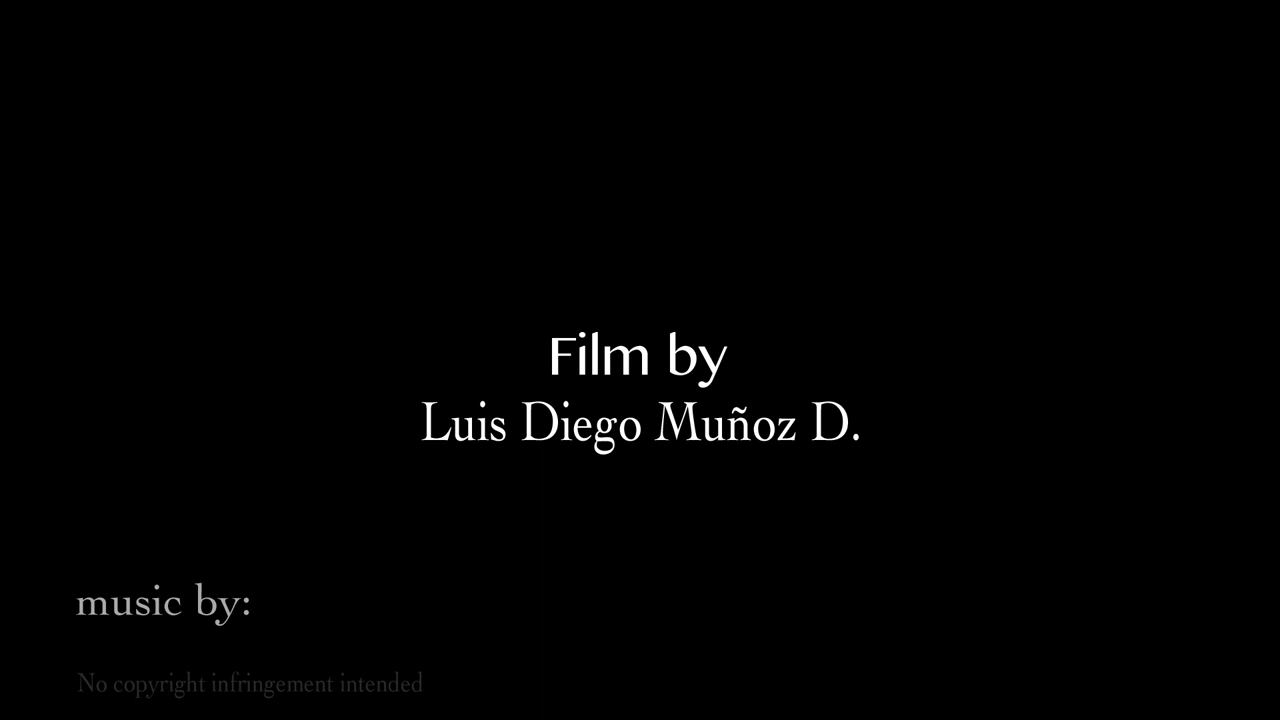 Film by
Luis Diego Muñoz D.
music by:
No copyright infringement intended